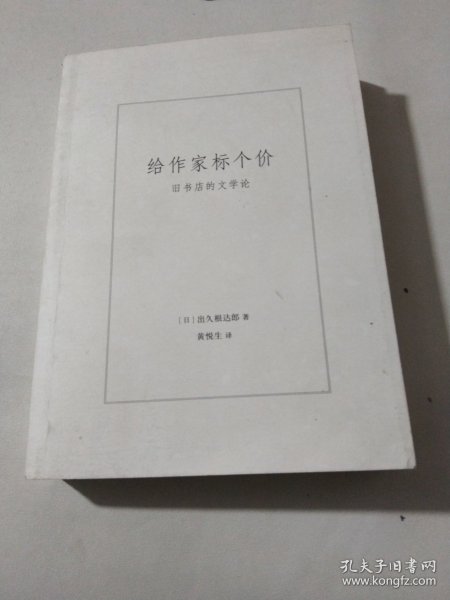 给作家标个价
旧书店的文学论
[日] 出久根达郎 著
黄悦生 译
孔夫子旧书网
www.kongfz.com